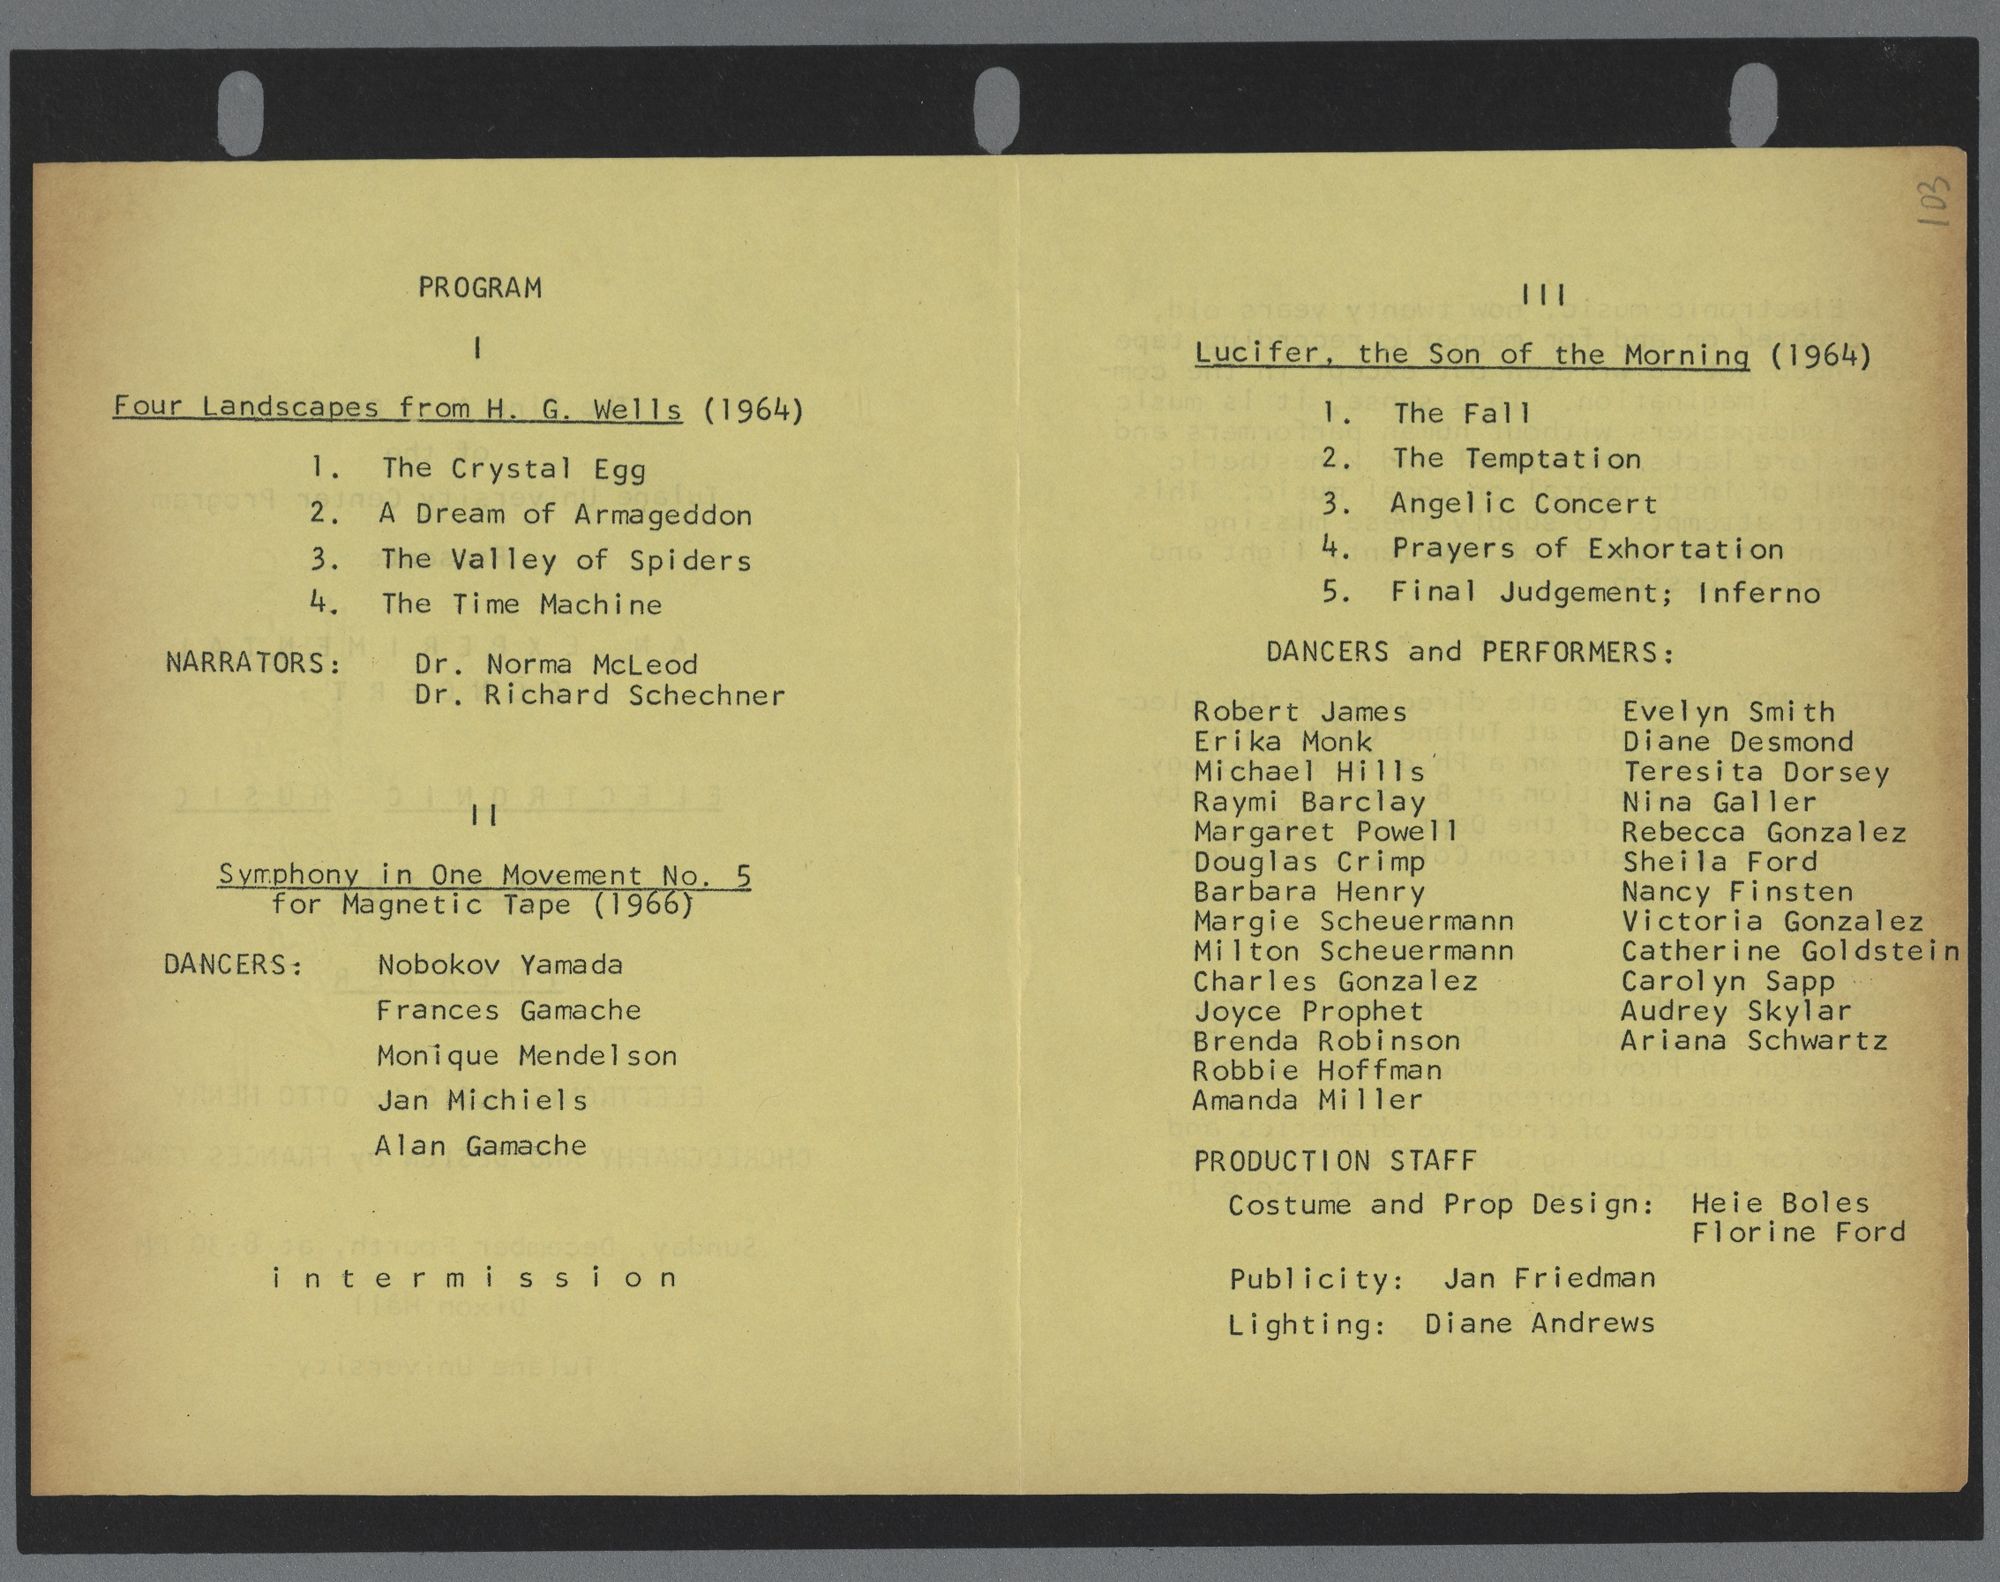 PROGRAM
I
Four Landscapes from H. G. Wells (1964)
1. The Crystal Egg
2. A Dream of Armageddon
3. The Valley of Spiders
4. The Time Machine
NARRATORS: Dr. Norma McLeod
Dr. Richard Schechner
II
Symphony in One Movement No. 5
for Magnetic Tape (1966)
DANCERS: Nobokov Yamada
Frances Gamache
Monique Mendelson
Jan Michiels
Alan Gamache
intermission
103
III
Lucifer, the Son of the Morning (1964)
1. The Fall
2. The Temptation
3. Angelic Concert
4. Prayers of Exhortation
5. Final Judgement; Inferno
DANCERS and PERFORMERS:
Robert James
Erika Monk
Michael Hills
Raymi Barclay
Margaret Powell
Douglas Crimp
Barbara Henry
Margie Scheuermann
Milton Scheuermann
Charles Gonzalez
Joyce Prophet
Brenda Robinson
Robbie Hoffman
Amanda Miller
Evelyn Smith
Diane Desmond
Teresita Dorsey
Nina Galler
Rebecca Gonzalez
Sheila Ford
Nancy Finsten
Victoria Gonzalez
Catherine Goldstein
Carolyn Sapp
Audrey Skylar
Ariana Schwartz
PRODUCTION STAFF
Costume and Prop Design: Heie Boles
Florine Ford
Publicity: Jan Friedman
Lighting: Diane Andrews